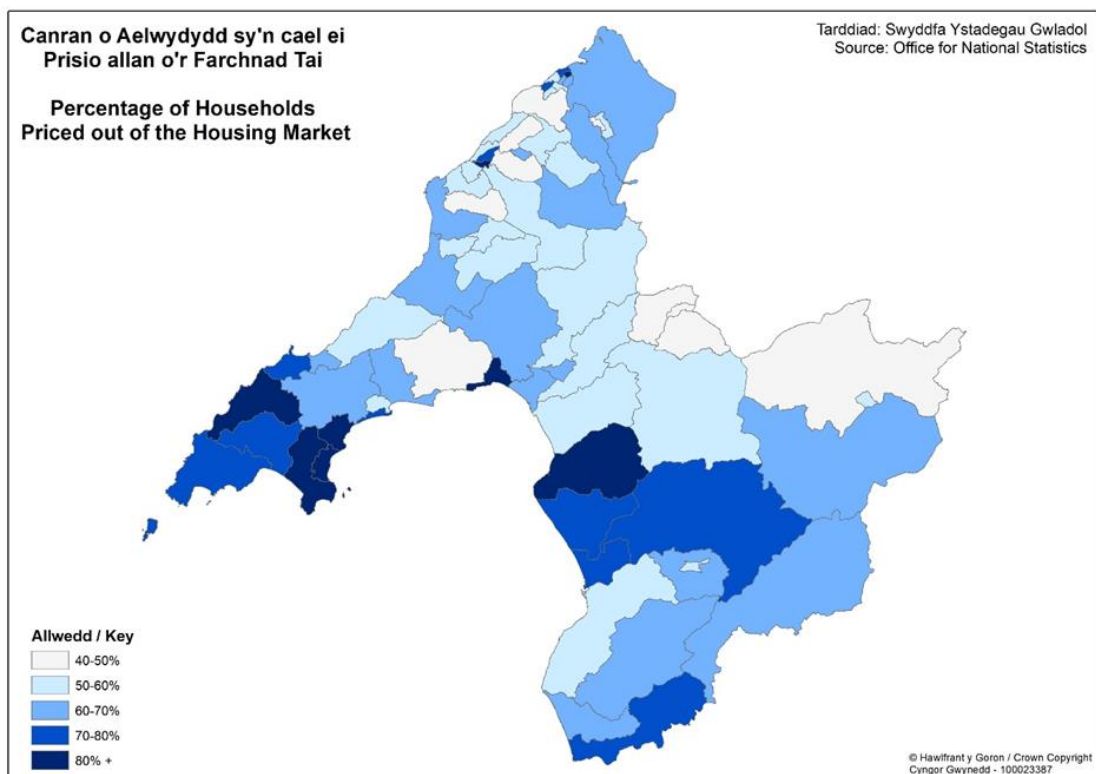 Canran o Aelwydydd sy'n cael ei
Prisio allan o'r Farchnad Tai
Percentage of Households
Priced out of the Housing Market
Tarddiad: Swyddfa Ystadegau Gwladol
Source: Office for National Statistics
Allwedd / Key
40-50%
50-60%
60-70%
70-80%
80% +
© Hawlfraint y Goron / Crown Copyright
Cyngor Gwynedd - 100023387